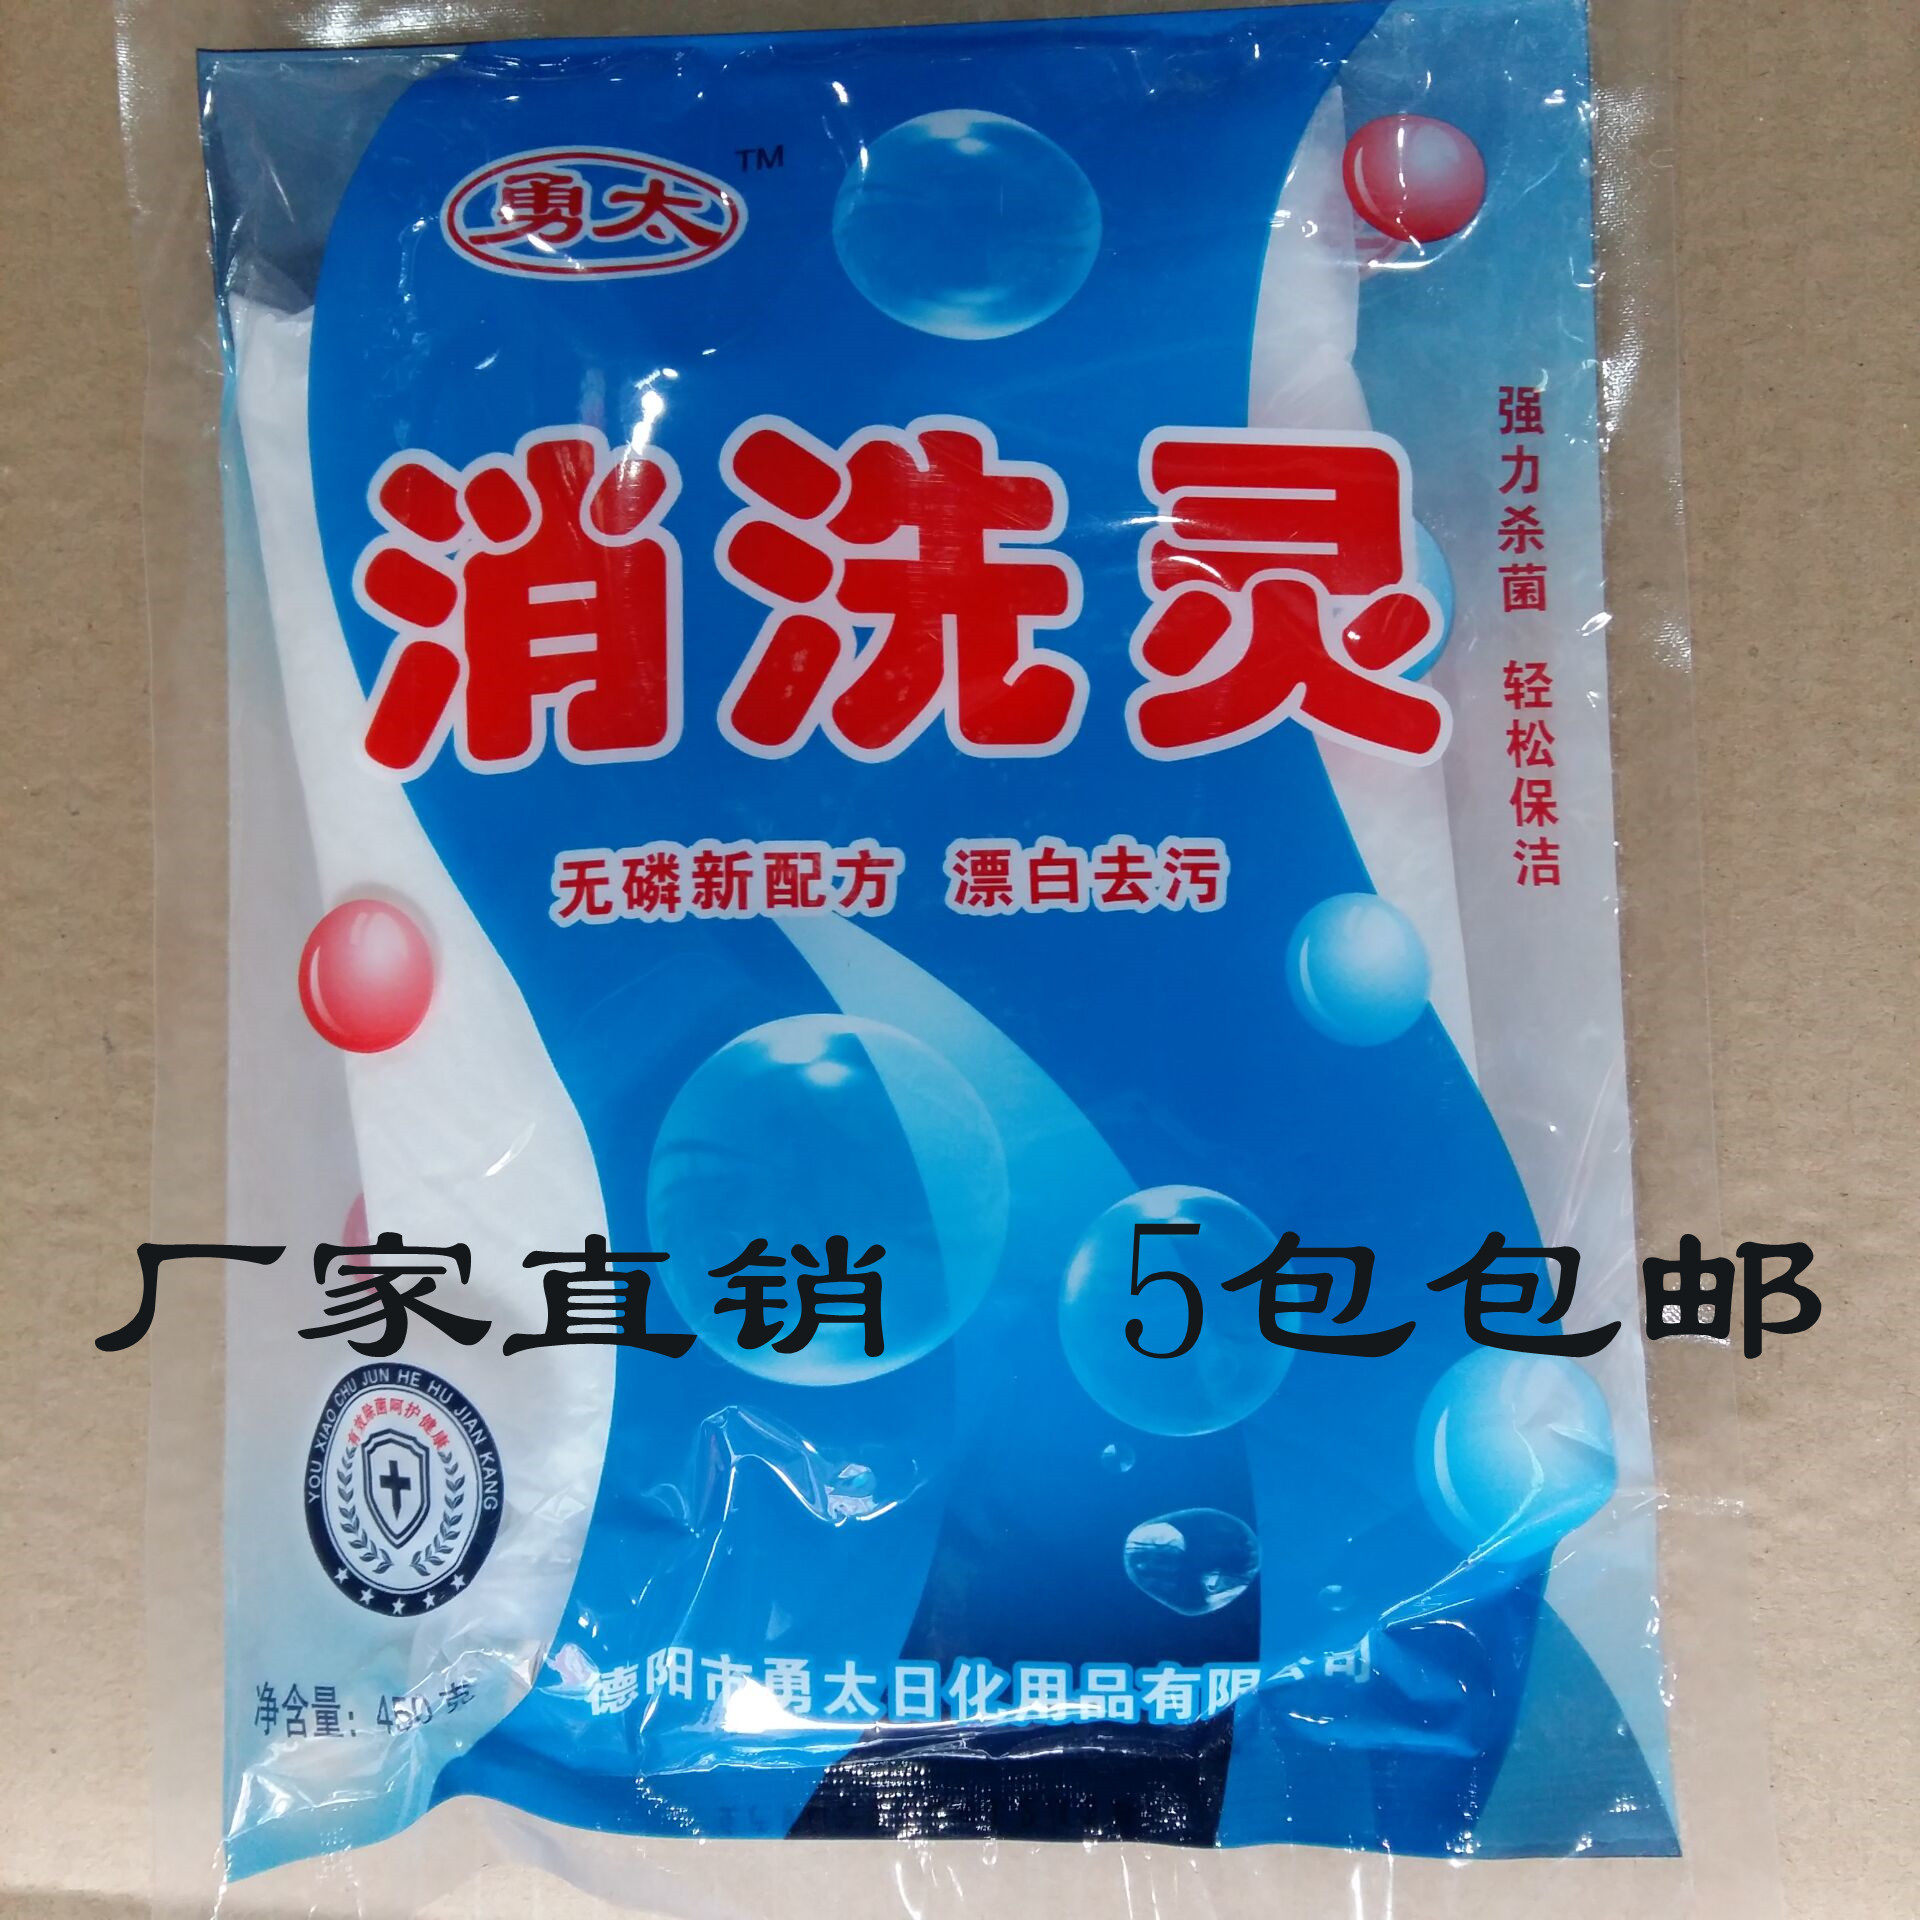 勇太 TM
消洗灵
强力杀菌 轻松保洁
无磷新配方 漂白去污
厂家直销 5包包邮
YOU XIAO CHU JUN HE HU JIAN KANG
有效除菌呵护健康
净含量：450克
德阳市勇太日化用品有限公司